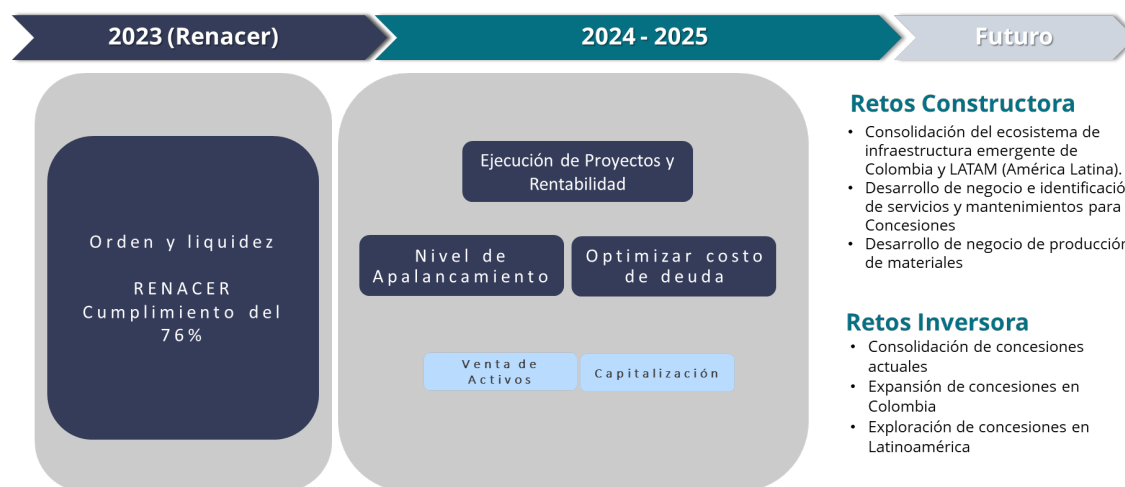 2023 (Renacer)
2024 - 2025
Futuro
Orden y liquidez
RENACER
Cumplimiento del
76%
Ejecución de Proyectos y
Rentabilidad
Nivel de
Apalancamiento
Optimizar costo
de deuda
Venta de
Activos
Capitalización
Retos Constructora
• Consolidación del ecosistema de
infraestructura emergente de
Colombia y LATAM (América Latina).
• Desarrollo de negocio e identificació
de servicios y mantenimientos para
Concesiones
• Desarrollo de negocio de producción
de materiales
Retos Inversora
• Consolidación de concesiones
actuales
• Expansión de concesiones en
Colombia
• Exploración de concesiones en
Latinoamérica